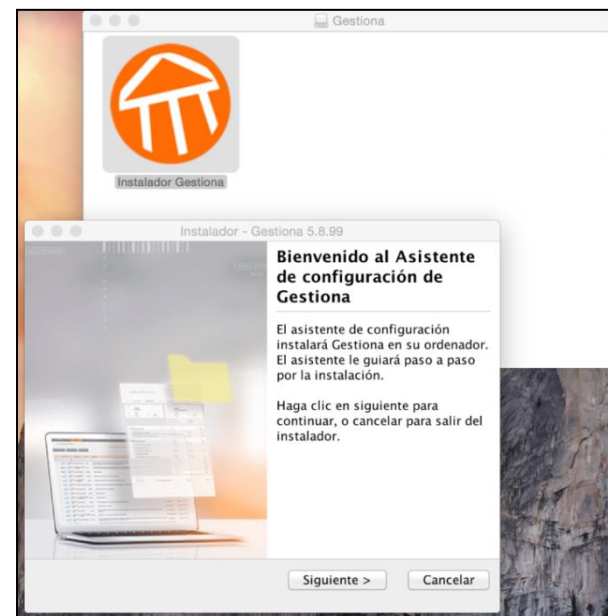 Gestiona
Instalador Gestiona
Instalador - Gestiona 5.8.99
Bienvenido al Asistente
de configuración de
Gestiona
El asistente de configuración
instalará Gestiona en su ordenador.
El asistente le guiará paso a paso
por la instalación.
Haga clic en siguiente para
continuar, o cancelar para salir del
instalador.
Siguiente >
Cancelar